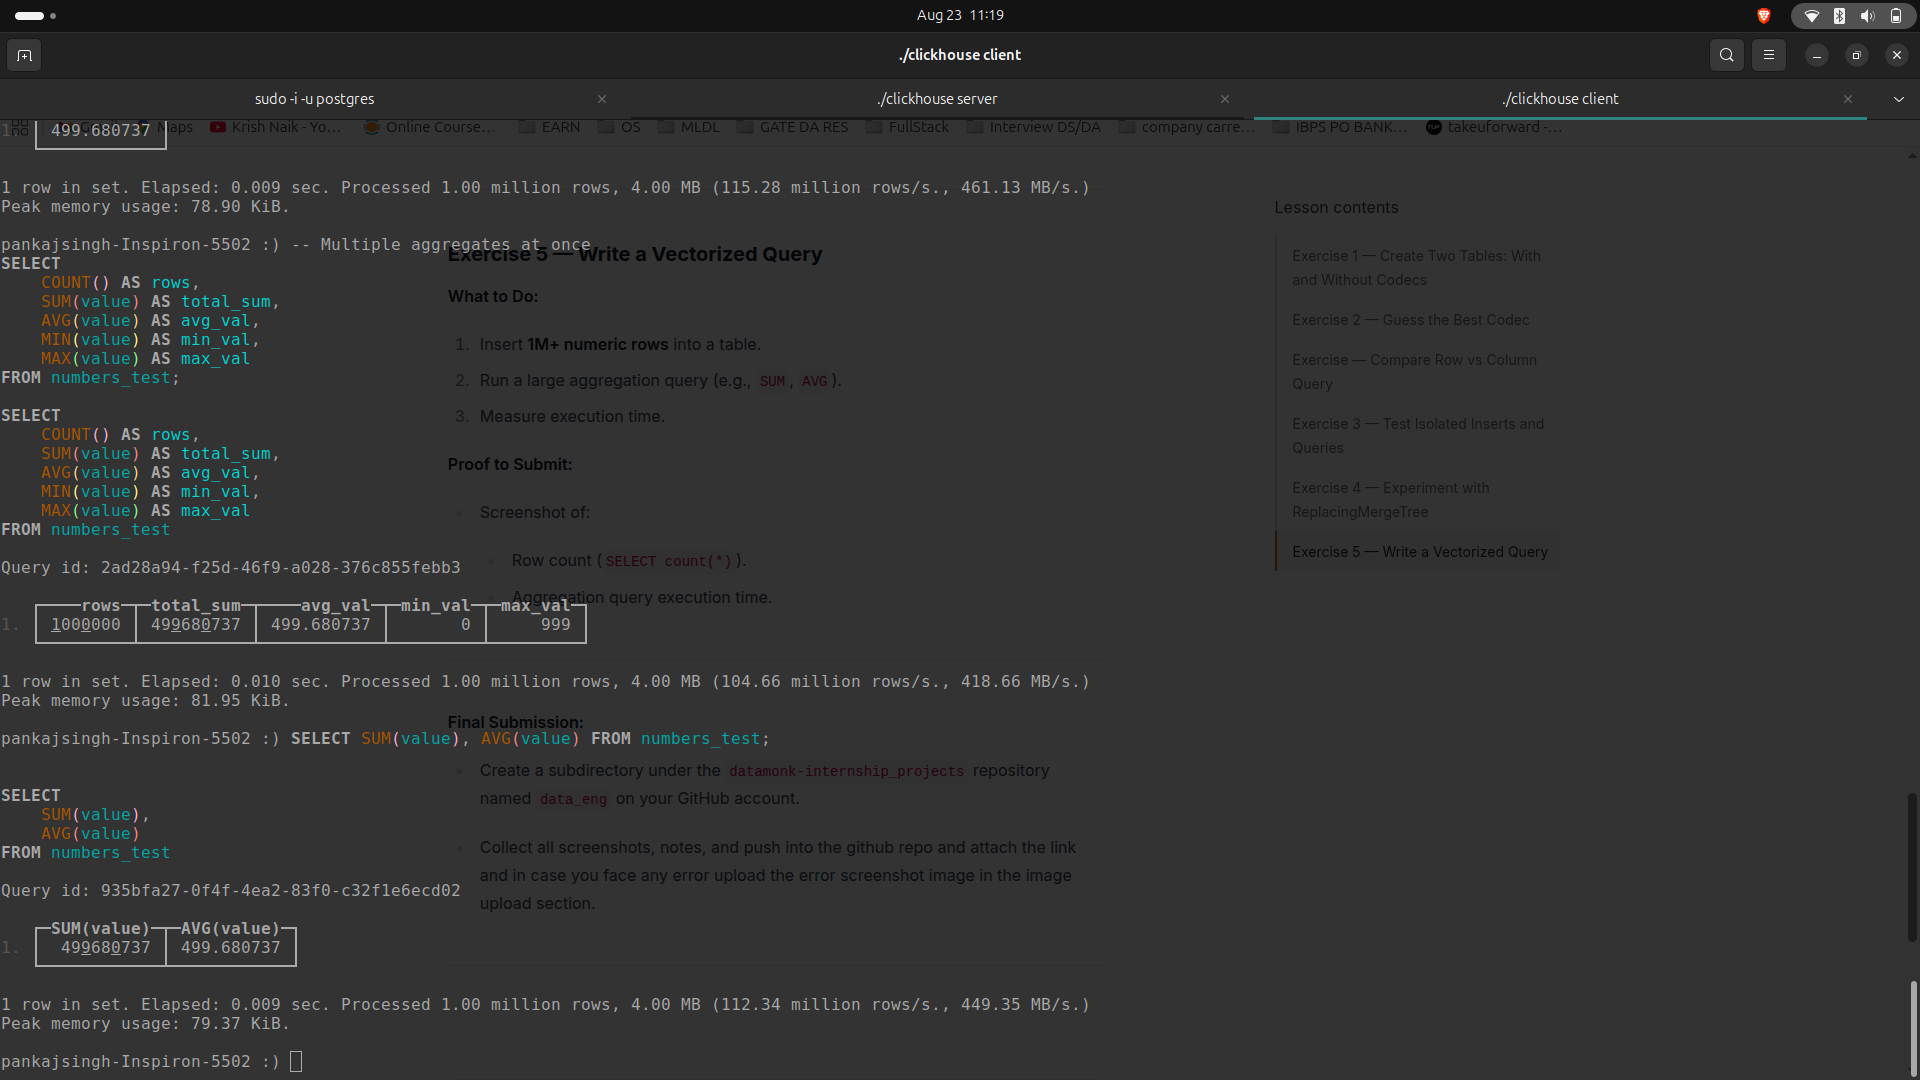 Aug 23 11:19
./clickhouse client
sudo -i -u postgres
./clickhouse server
./clickhouse client
Maps
Krish Naik - Yo...
Online Course...
EARN
OS
MLDL
GATE DA RES
FullStack
Interview DS/DA
company carre...
IBPS PO BANK...
takeuforward -...
1. 499.680737
1 row in set. Elapsed: 0.009 sec. Processed 1.00 million rows, 4.00 MB (115.28 million rows/s., 461.13 MB/s.)
Peak memory usage: 78.90 KiB.
pankajsingh-Inspiron-5502 :) -- Multiple aggregates at once
SELECT
    COUNT() AS rows,
    SUM(value) AS total_sum,
    AVG(value) AS avg_val,
    MIN(value) AS min_val,
    MAX(value) AS max_val
FROM numbers_test;
SELECT
    COUNT() AS rows,
    SUM(value) AS total_sum,
    AVG(value) AS avg_val,
    MIN(value) AS min_val,
    MAX(value) AS max_val
FROM numbers_test
Query id: 2ad28a94-f25d-46f9-a028-376c855febb3
rows total_sum avg_val min_val max_val
1. 1000000 499680737 499.680737 0 999
1 row in set. Elapsed: 0.010 sec. Processed 1.00 million rows, 4.00 MB (104.66 million rows/s., 418.66 MB/s.)
Peak memory usage: 81.95 KiB.
pankajsingh-Inspiron-5502 :) SELECT SUM(value), AVG(value) FROM numbers_test;
SELECT
    SUM(value),
    AVG(value)
FROM numbers_test
Query id: 935bfa27-0f4f-4ea2-83f0-c32f1e6ecd02
SUM(value) AVG(value)
1. 499680737 499.680737
1 row in set. Elapsed: 0.009 sec. Processed 1.00 million rows, 4.00 MB (112.34 million rows/s., 449.35 MB/s.)
Peak memory usage: 79.37 KiB.
pankajsingh-Inspiron-5502 :)
Exercise 5 — Write a Vectorized Query
What to Do:
1. Insert 1M+ numeric rows into a table.
2. Run a large aggregation query (e.g., SUM, AVG).
3. Measure execution time.
Proof to Submit:
Screenshot of:
Row count (SELECT count(*)).
Aggregation query execution time.
Final Submission:
Create a subdirectory under the datamonk-internship_projects repository
named data_eng on your GitHub account.
Collect all screenshots, notes, and push into the github repo and attach the link
and in case you face any error upload the error screenshot image in the image
upload section.
Lesson contents
Exercise 1 — Create Two Tables: With
and Without Codecs
Exercise 2 — Guess the Best Codec
Exercise — Compare Row vs Column
Query
Exercise 3 — Test Isolated Inserts and
Queries
Exercise 4 — Experiment with
ReplacingMergeTree
Exercise 5 — Write a Vectorized Query